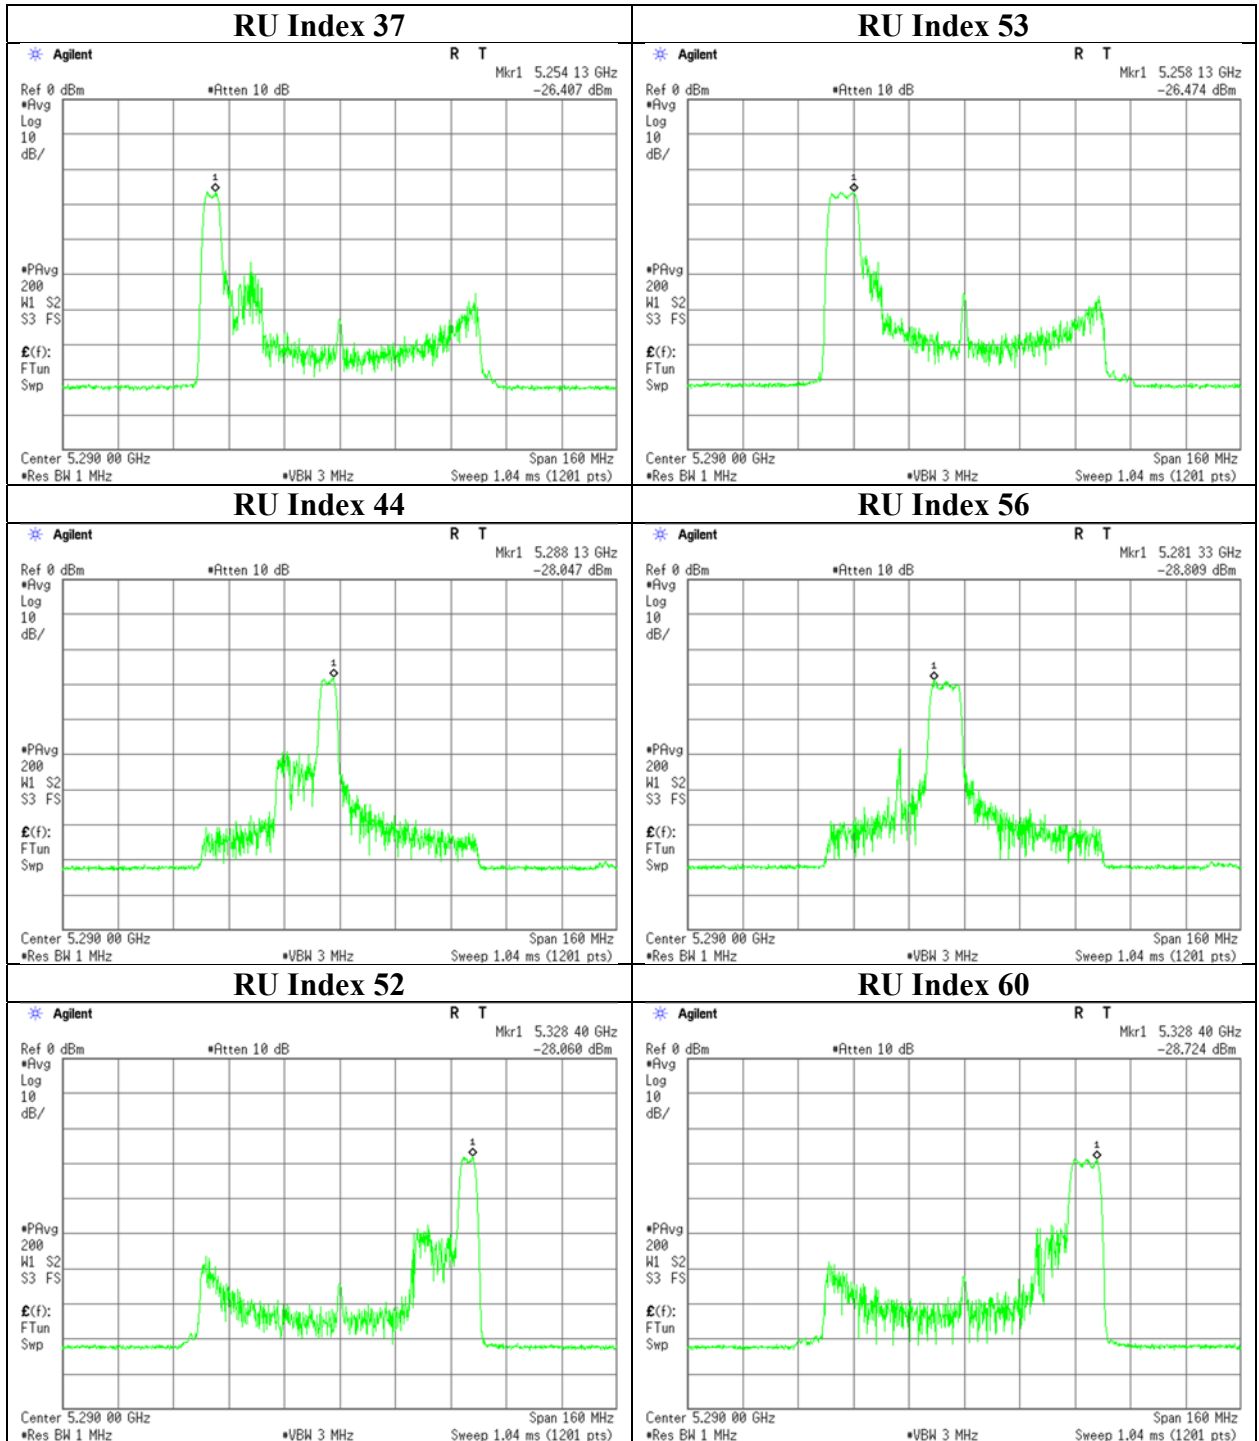 RU Index 37
Agilent R T
Mkr1 5.254 13 GHz
Ref 0 dBm #Atten 10 dB -26.407 dBm
#Avg
Log
10
dB/
1
#PAvg
200
W1 S2
S3 FS
£(f):
FTun
Swp
Center 5.290 00 GHz Span 160 MHz
#Res BW 1 MHz #VBW 3 MHz Sweep 1.04 ms (1201 pts)
RU Index 53
Agilent R T
Mkr1 5.258 13 GHz
Ref 0 dBm #Atten 10 dB -26.474 dBm
#Avg
Log
10
dB/
1
#PAvg
200
W1 S2
S3 FS
£(f):
FTun
Swp
Center 5.290 00 GHz Span 160 MHz
#Res BW 1 MHz #VBW 3 MHz Sweep 1.04 ms (1201 pts)
RU Index 44
Agilent R T
Mkr1 5.288 13 GHz
Ref 0 dBm #Atten 10 dB -28.047 dBm
#Avg
Log
10
dB/
1
#PAvg
200
W1 S2
S3 FS
£(f):
FTun
Swp
Center 5.290 00 GHz Span 160 MHz
#Res BW 1 MHz #VBW 3 MHz Sweep 1.04 ms (1201 pts)
RU Index 56
Agilent R T
Mkr1 5.281 33 GHz
Ref 0 dBm #Atten 10 dB -28.809 dBm
#Avg
Log
10
dB/
1
#PAvg
200
W1 S2
S3 FS
£(f):
FTun
Swp
Center 5.290 00 GHz Span 160 MHz
#Res BW 1 MHz #VBW 3 MHz Sweep 1.04 ms (1201 pts)
RU Index 52
Agilent R T
Mkr1 5.328 40 GHz
Ref 0 dBm #Atten 10 dB -28.060 dBm
#Avg
Log
10
dB/
1
#PAvg
200
W1 S2
S3 FS
£(f):
FTun
Swp
Center 5.290 00 GHz Span 160 MHz
#Res BW 1 MHz #VBW 3 MHz Sweep 1.04 ms (1201 pts)
RU Index 60
Agilent R T
Mkr1 5.328 40 GHz
Ref 0 dBm #Atten 10 dB -28.724 dBm
#Avg
Log
10
dB/
1
#PAvg
200
W1 S2
S3 FS
£(f):
FTun
Swp
Center 5.290 00 GHz Span 160 MHz
#Res BW 1 MHz #VBW 3 MHz Sweep 1.04 ms (1201 pts)